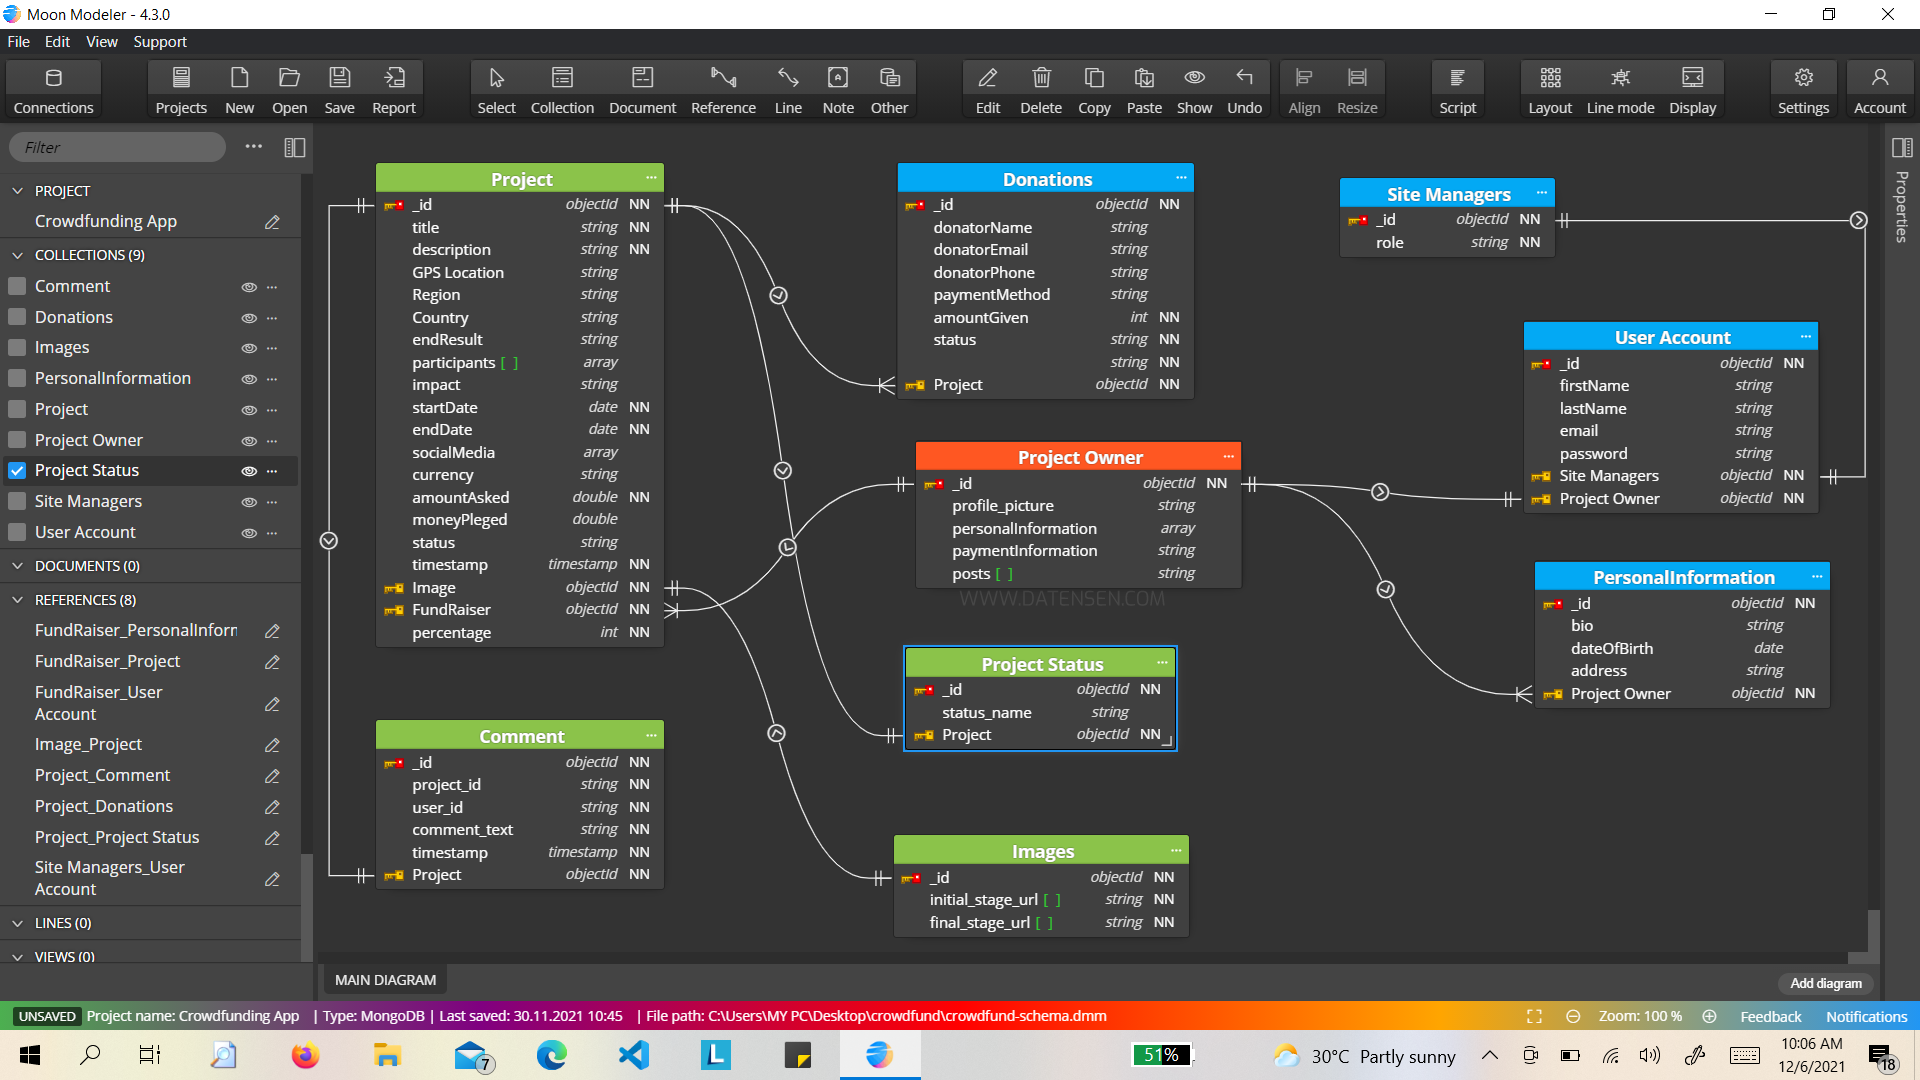 Moon Modeler - 4.3.0
File Edit View Support
Connections Projects New Open Save Report Select Collection Document Reference Line Note Other Edit Delete Copy Paste Show Undo Align Resize Script Layout Line mode Display Settings Account
Filter
PROJECT
Crowdfunding App
COLLECTIONS (9)
Comment
Donations
Images
PersonalInformation
Project
Project Owner
Project Status
Site Managers
User Account
DOCUMENTS (0)
REFERENCES (8)
FundRaiser_PersonalInforn
FundRaiser_Project
FundRaiser_User
Account
Image_Project
Project_Comment
Project_Donations
Project_Project Status
Site Managers_User
Account
LINES (0)
VIEWS (0)
Project
_id objectId NN
title string NN
description string NN
GPS Location string
Region string
Country string
endResult string
participants [ ] array
impact string
startDate date NN
endDate date NN
socialMedia array
currency string
amountAsked double NN
moneyPleged double
status string
timestamp timestamp NN
Image objectId NN
FundRaiser objectId NN
percentage int NN
Comment
_id objectId NN
project_id string NN
user_id string NN
comment_text string NN
timestamp timestamp NN
Project objectId NN
Donations
_id objectId NN
donatorName string
donatorEmail string
donatorPhone string
paymentMethod string
amountGiven int NN
status string NN
string NN
Project objectId NN
Project Owner
_id objectId NN
profile_picture string
personalInformation array
paymentInformation string
posts [ ] string
WWW.DATENSEN.COM
Project Status
_id objectId NN
status_name string
Project objectId NN
Images
_id objectId NN
initial_stage_url [ ] string NN
final_stage_url [ ] string NN
Site Managers
_id objectId NN
role string NN
User Account
_id objectId NN
firstName string
lastName string
email string
password string
Site Managers objectId NN
Project Owner objectId NN
PersonalInformation
_id objectId NN
bio string
dateOfBirth date
address string
Project Owner objectId NN
Properties
MAIN DIAGRAM
Add diagram
UNSAVED Project name: Crowdfunding App | Type: MongoDB | Last saved: 30.11.2021 10:45 | File path: C:\Users\MY PC\Desktop\crowdfund\crowdfund-schema.dmm Zoom: 100 % Feedback Notifications
7
L
51%
30°C Partly sunny
10:06 AM
12/6/2021
18